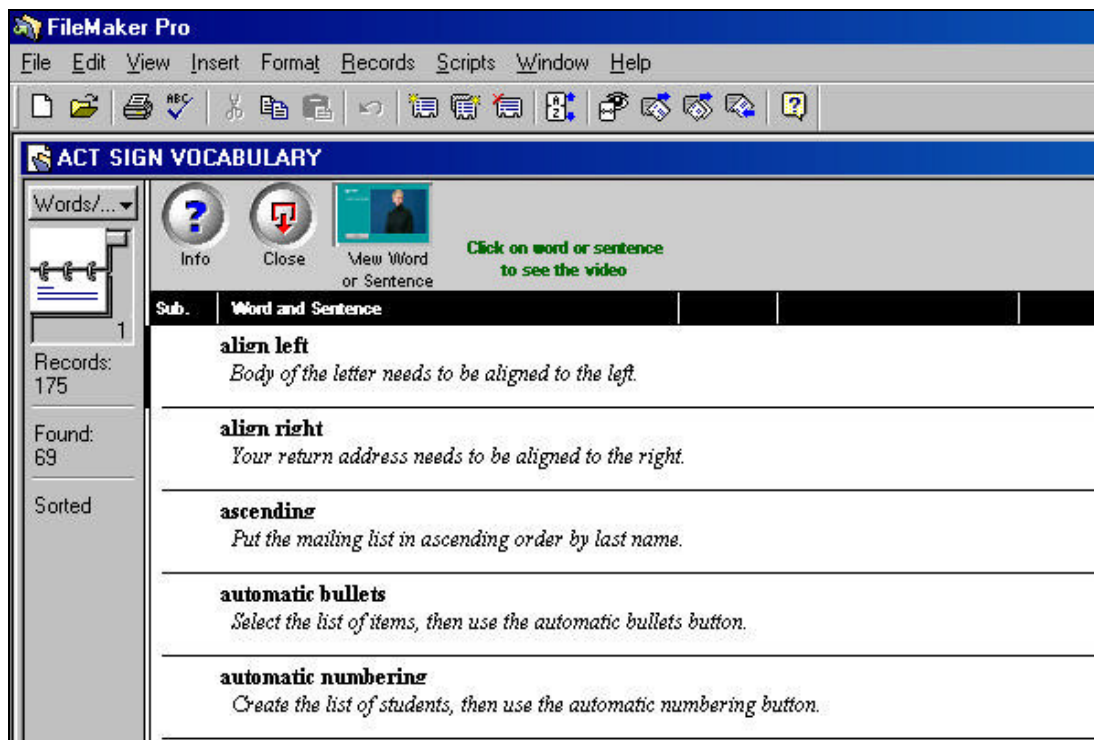 FileMaker Pro
File Edit View Insert Format Records Scripts Window Help
ABC
A
Z
?
ACT SIGN VOCABULARY
Words/...
?
Info
Close
View Word
or Sentence
Click on word or sentence
to see the video
1
Sub. Word and Sentence
Records:
175
Found:
69
Sorted
align left
Body of the letter needs to be aligned to the left.
align right
Your return address needs to be aligned to the right.
ascending
Put the mailing list in ascending order by last name.
automatic bullets
Select the list of items, then use the automatic bullets button.
automatic numbering
Create the list of students, then use the automatic numbering button.